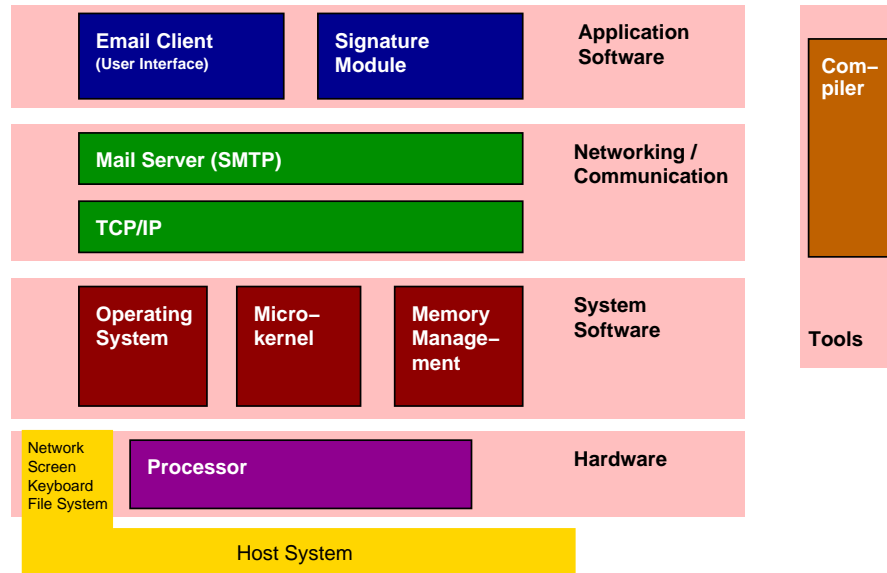 Email Client
(User Interface)
Signature
Module
Application
Software
Com–
piler
Mail Server (SMTP)
Networking /
Communication
TCP/IP
Operating
System
Micro–
kernel
Memory
Manage–
ment
System
Software
Tools
Network
Screen
Keyboard
File System
Processor
Hardware
Host System